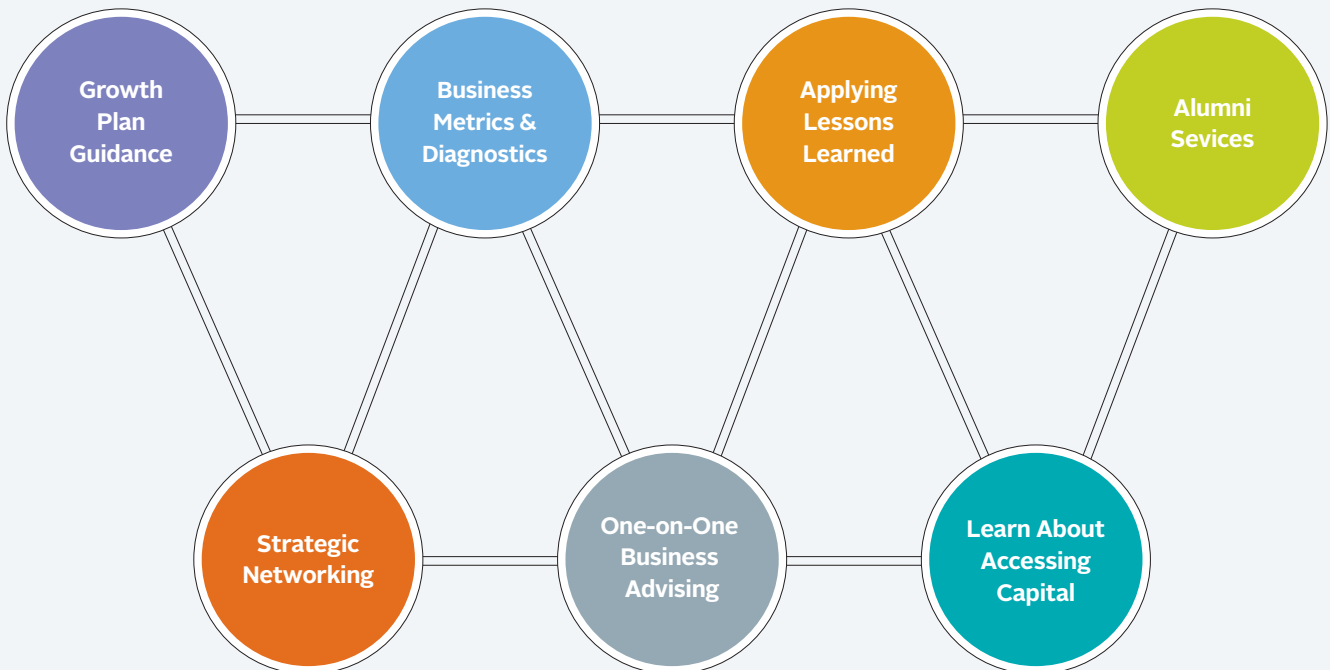 Growth
Plan
Guidance
Business
Metrics &
Diagnostics
Applying
Lessons
Learned
Alumni
Sevices
Strategic
Networking
One-on-One
Business
Advising
Learn About
Accessing
Capital